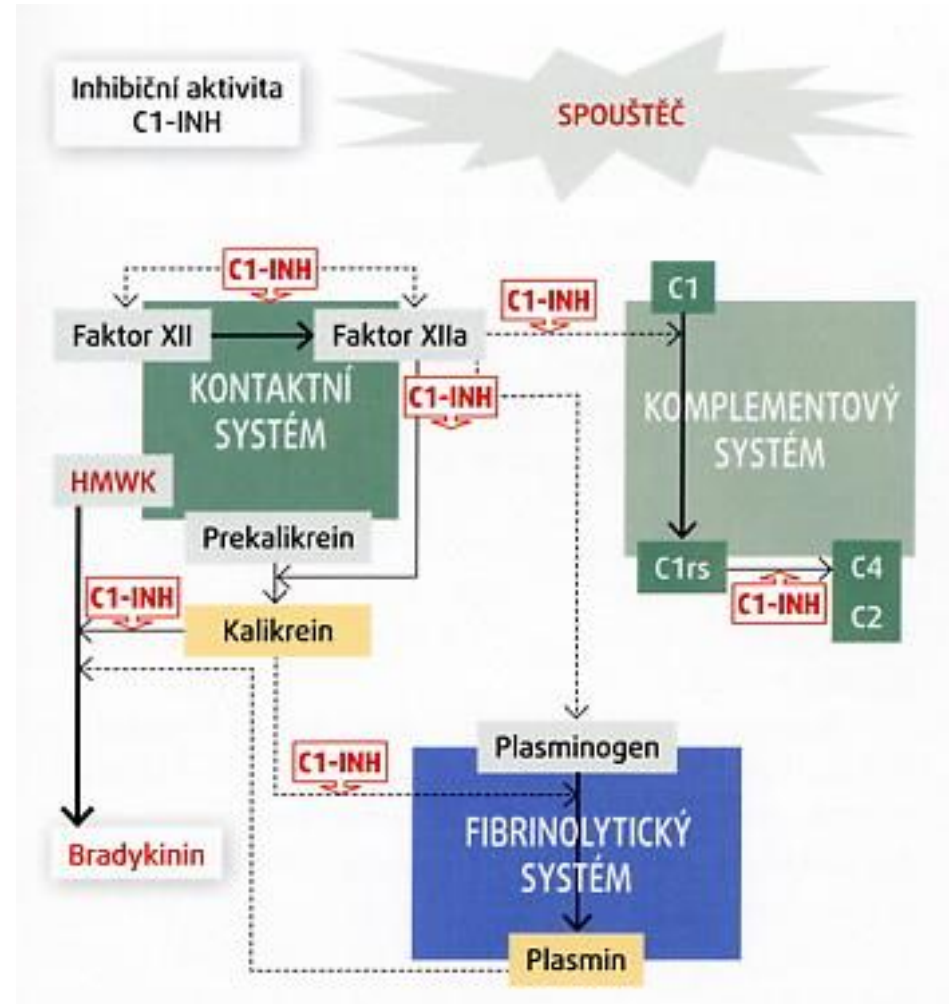 Inhibiční aktivita
C1-INH
SPOUŠTĚČ
C1-INH
C1-INH
C1
Faktor XII
Faktor XIIa
KONTAKTNÍ
SYSTÉM
C1-INH
KOMPLEMENTOVÝ
SYSTÉM
HMWK
Prekalikrein
C1rs
C4
C1-INH
C1-INH
C2
Kalikrein
Plasminogen
C1-INH
FIBRINOLYTICKÝ
SYSTÉM
Bradykinin
Plasmin